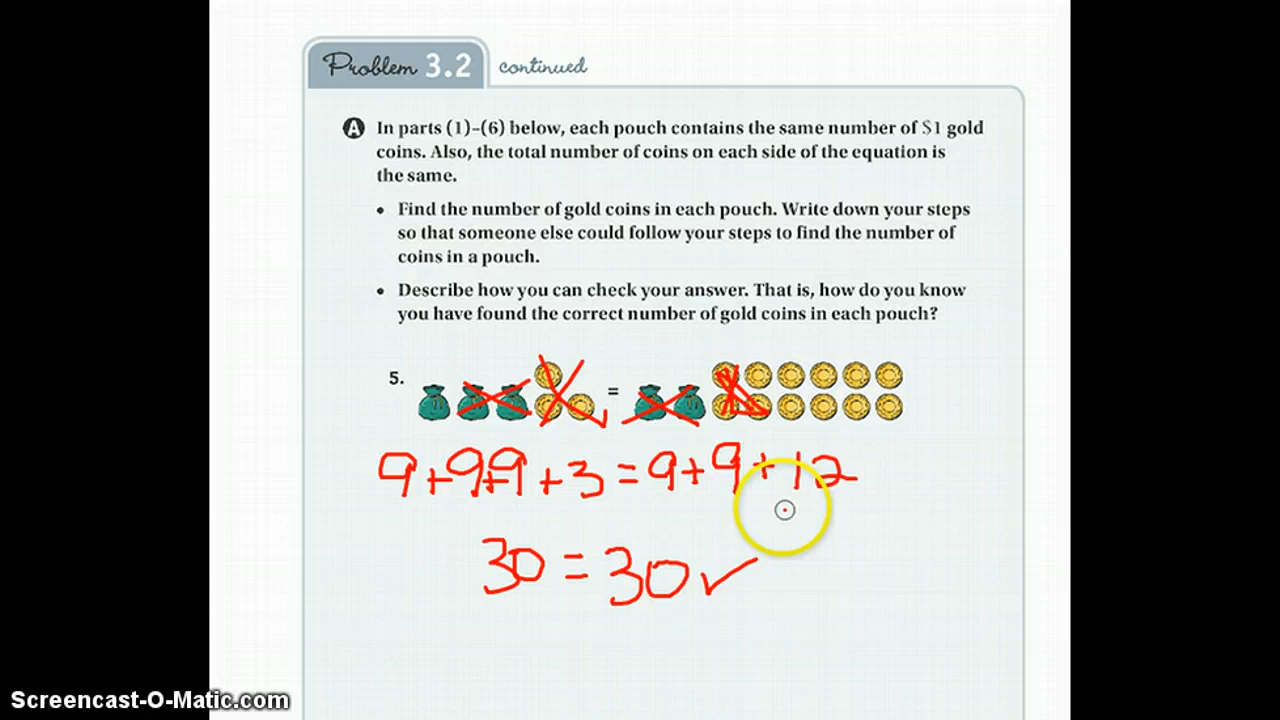 Problem 3.2 continued
A In parts (1)–(6) below, each pouch contains the same number of $1 gold
coins. Also, the total number of coins on each side of the equation is
the same.
• Find the number of gold coins in each pouch. Write down your steps
so that someone else could follow your steps to find the number of
coins in a pouch.
• Describe how you can check your answer. That is, how do you know
you have found the correct number of gold coins in each pouch?
5. =
9+9+9+3=9+9+12
30=30✓
Screencast-O-Matic.com